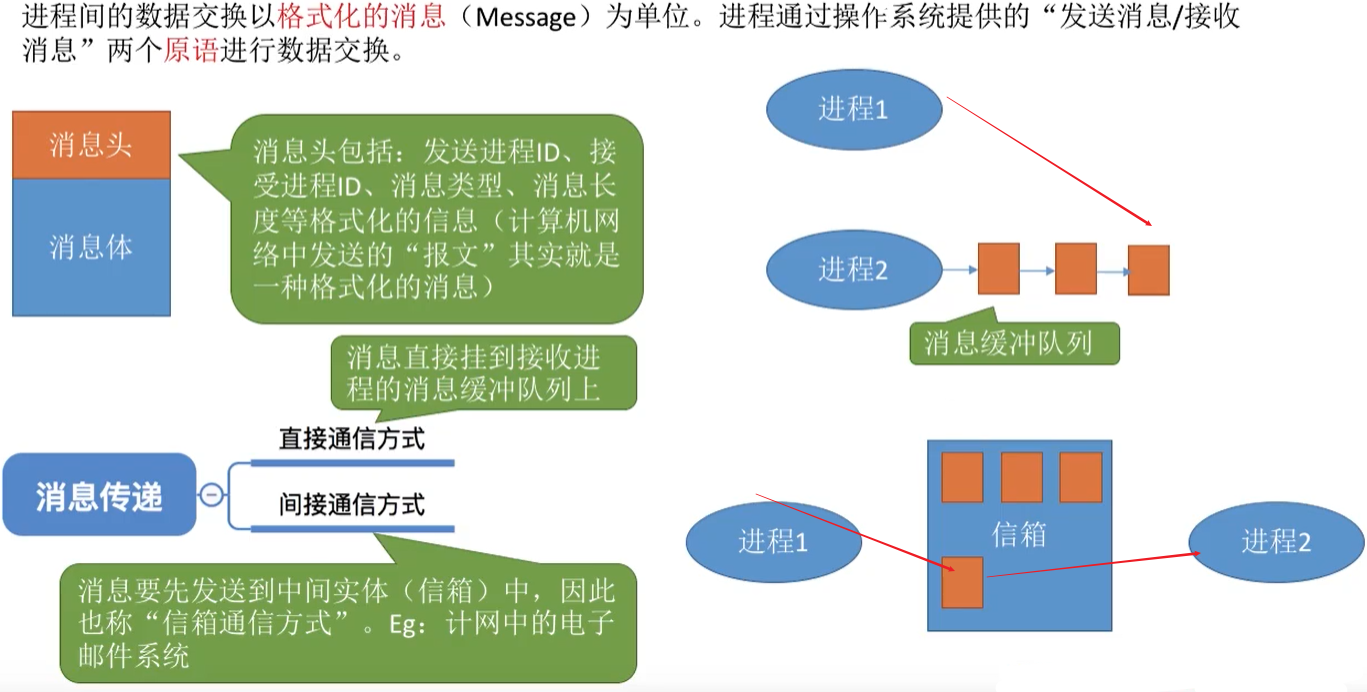 进程间的数据交换以格式化的消息（Message）为单位。进程通过操作系统提供的“发送消息/接收
消息”两个原语进行数据交换。
消息头
消息体
消息头包括：发送进程ID、接
受进程ID、消息类型、消息长
度等格式化的信息（计算机网
络中发送的“报文”其实就是
一种格式化的消息）
进程1
进程2
消息缓冲队列
消息直接挂到接收进
程的消息缓冲队列上
直接通信方式
消息传递
间接通信方式
消息要先发送到中间实体（信箱）中，因此
也称“信箱通信方式”。Eg：计网中的电子
邮件系统
进程1
信箱
进程2